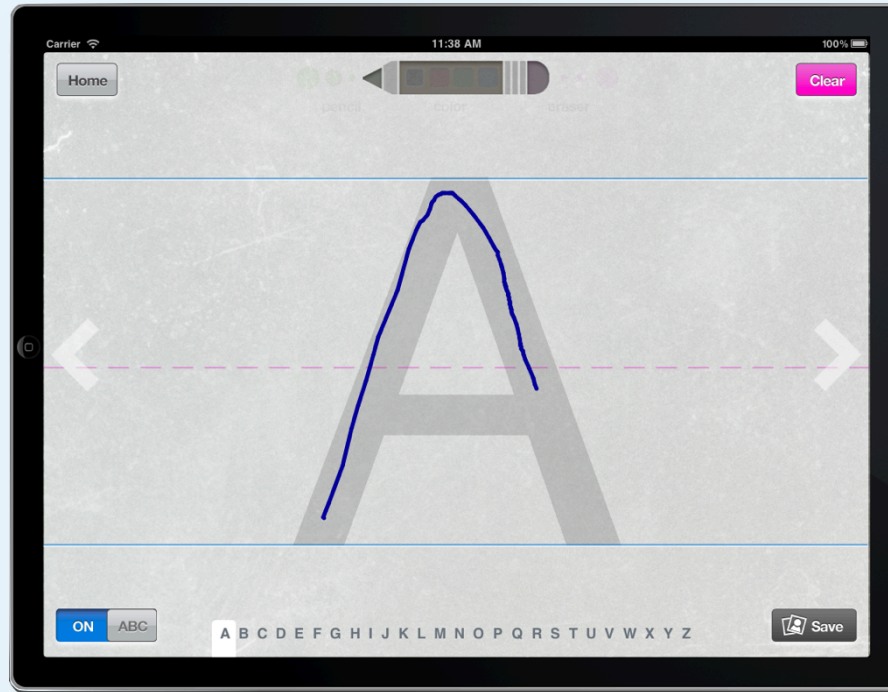 Carrier 11:38 AM 100%
Home Clear
pencil color eraser
A
ON ABC A B C D E F G H I J K L M N O P Q R S T U V W X Y Z Save